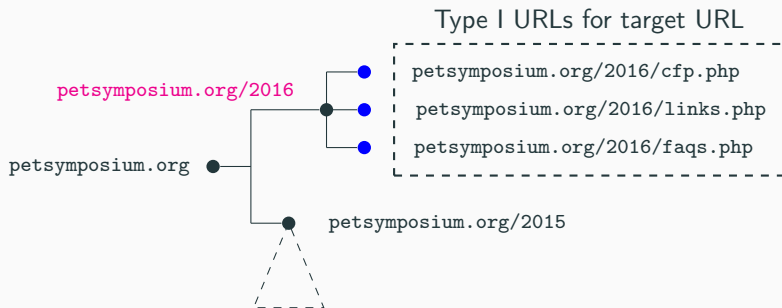 Type I URLs for target URL
petsymposium.org/2016/cfp.php
petsymposium.org/2016
petsymposium.org/2016/links.php
petsymposium.org/2016/faqs.php
petsymposium.org
petsymposium.org/2015